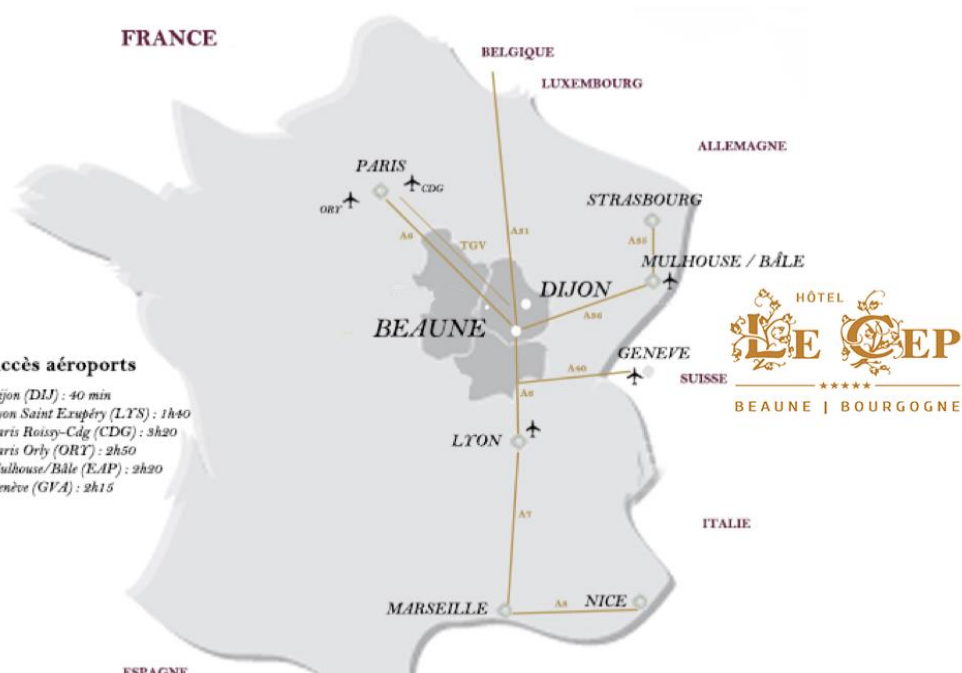 FRANCE
BELGIQUE
LUXEMBOURG
ALLEMAGNE
PARIS
CDG
ORY
STRASBOURG
A6
TGV
A31
A35
MULHOUSE / BÂLE
DIJON
A36
BEAUNE
HÔTEL
LE CEP
BEAUNE | BOURGOGNE
GENEVE
A40
SUISSE
A6
ccès aéroports
ijon (DIJ) : 40 min
yon Saint Exupéry (LYS) : 1h40
aris Roissy-Cdg (CDG) : 3h20
aris Orly (ORY) : 2h50
ulhouse/Bâle (EAP) : 2h20
enève (GVA) : 2h15
LYON
A7
ITALIE
MARSEILLE
A8
NICE
ESPAGNE